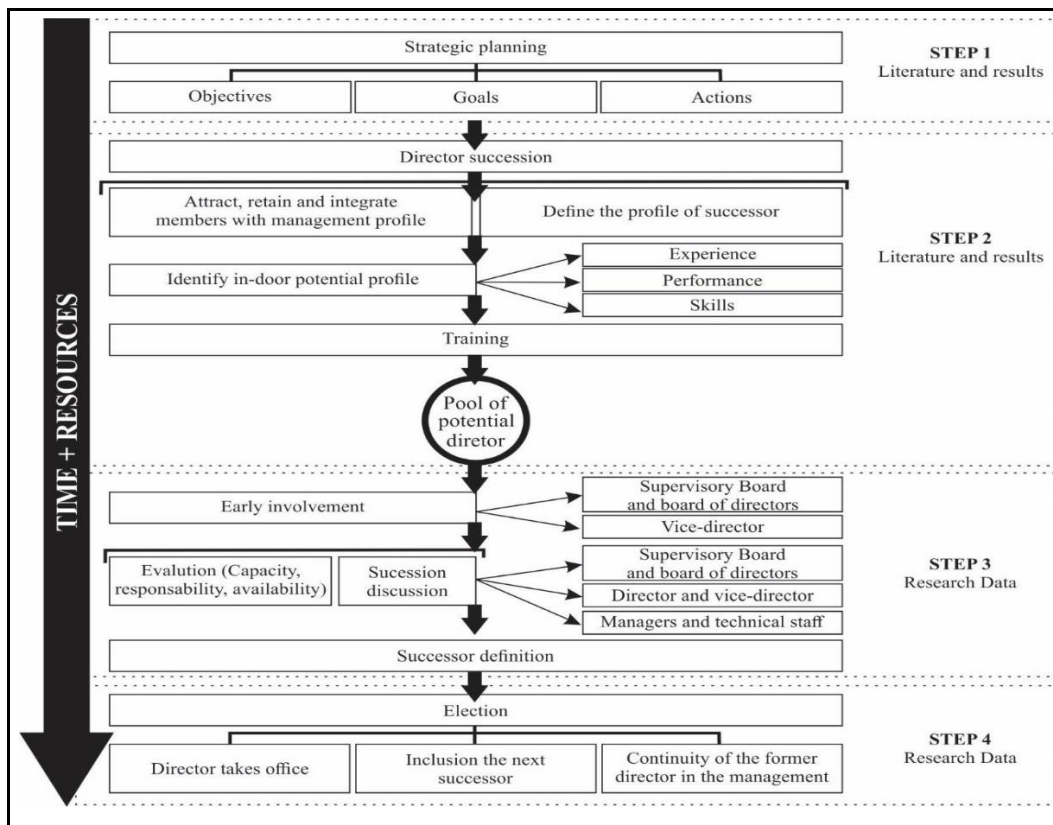 TIME + RESOURCES
Strategic planning
Objectives
Goals
Actions
STEP 1
Literature and results
Director succession
Attract, retain and integrate
members with management profile
Define the profile of successor
Identify in-door potential profile
Experience
Performance
Skills
Training
Pool of
potential
diretor
STEP 2
Literature and results
Early involvement
Supervisory Board
and board of directors
Vice-director
Evalution (Capacity,
responsability, availability)
Sucession
discussion
Supervisory Board
and board of directors
Director and vice-director
Managers and technical staff
Successor definition
STEP 3
Research Data
Election
Director takes office
Inclusion the next
successor
Continuity of the former
director in the management
STEP 4
Research Data